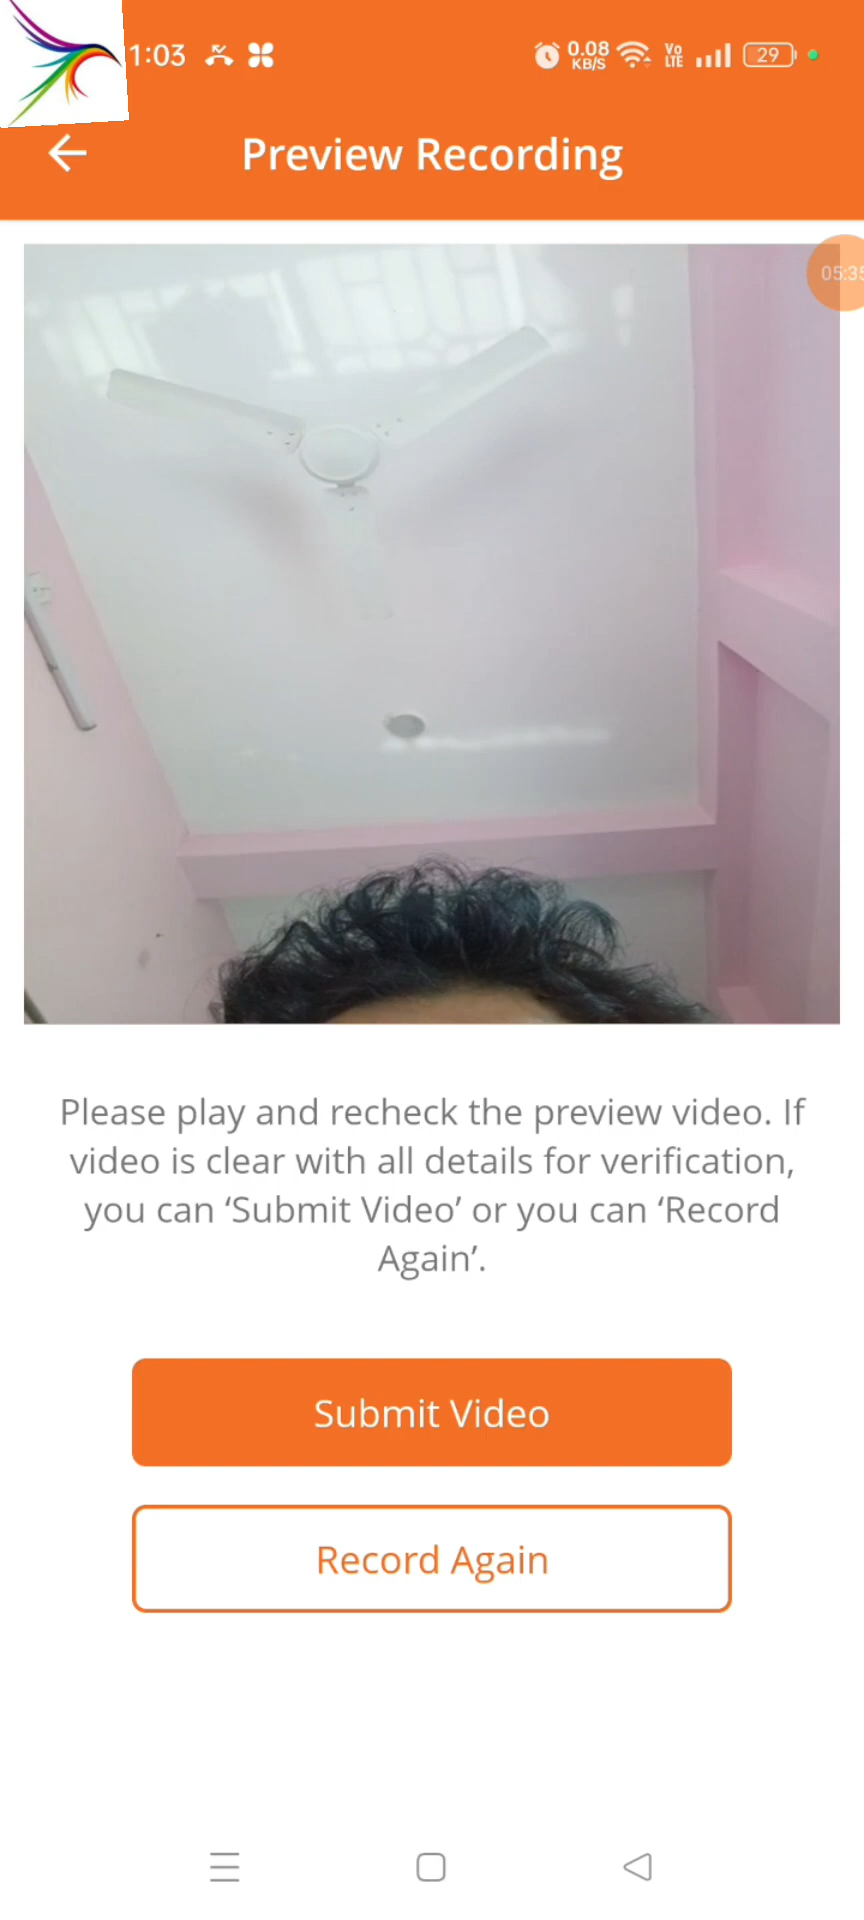 1:03 0.08 KB/S Vo LTE 29
Preview Recording
05:35
Please play and recheck the preview video. If
video is clear with all details for verification,
you can ‘Submit Video’ or you can ‘Record
Again’.
Submit Video
Record Again